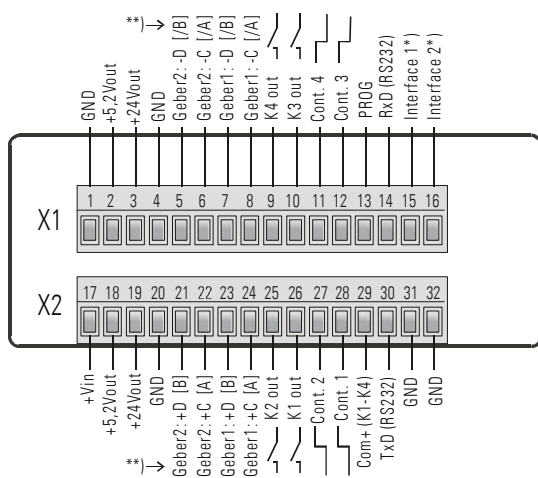 **)
GND
+5,2Vout
+24Vout
GND
Geber2: -D [/B]
Geber2: -C [/A]
Geber1: -D [/B]
Geber1: -C [/A]
K4 out
K3 out
Cont. 4
Cont. 3
PROG
RxD (RS232)
Interface 1*)
Interface 2*)
X1
1 2 3 4 5 6 7 8 9 10 11 12 13 14 15 16
X2
17 18 19 20 21 22 23 24 25 26 27 28 29 30 31 32
+Vin
+5,2Vout
+24Vout
GND
Geber2: +D [B]
Geber2: +C [A]
Geber1: +D [B]
Geber1: +C [A]
K2 out
K1 out
Cont. 2
Cont. 1
Com+ (K1-K4)
TxD (RS232)
GND
GND
**)